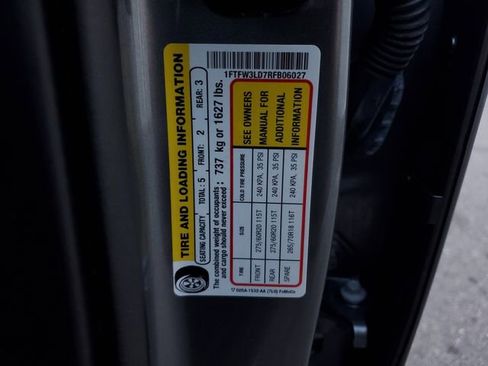 1FTFW3LD7RFB06027
TIRE AND LOADING INFORMATION
SEATING CAPACITY TOTAL: 5 FRONT: 2 REAR: 3
The combined weight of occupants : 737 kg or 1627 lbs.
and cargo should never exceed :
TIRE SIZE COLD TIRE PRESSURE
FRONT 275/60R20 115T 240 KPA, 35 PSI
REAR 275/60R20 115T 240 KPA, 35 PSI
SPARE 265/70R18 116T 240 KPA, 35 PSI
SEE OWNERS
MANUAL FOR
ADDITIONAL
INFORMATION